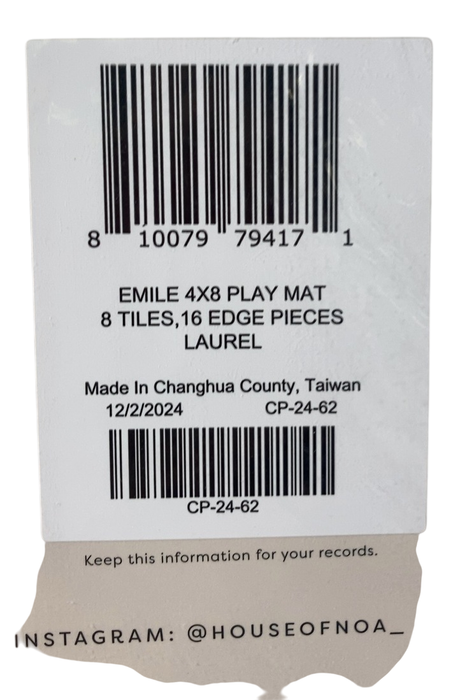 8 10079 79417 1
EMILE 4X8 PLAY MAT
8 TILES,16 EDGE PIECES
LAUREL
Made In Changhua County, Taiwan
12/2/2024 CP-24-62
CP-24-62
Keep this information for your records.
INSTAGRAM: @HOUSEOFNOA_